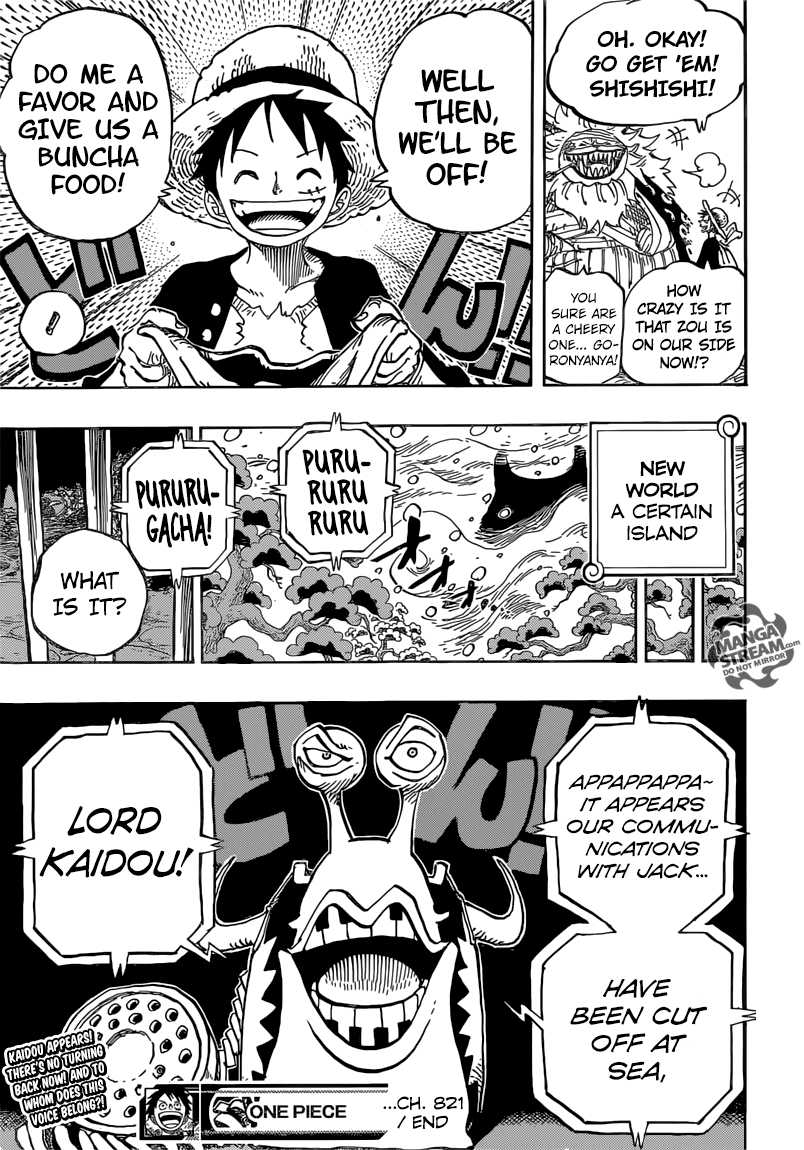 OH. OKAY!
GO GET 'EM!
SHISHISHI!
HOW
CRAZY IS IT
THAT ZOU IS
ON OUR SIDE
NOW!?
YOU
SURE ARE
A CHEERY
ONE... GO-
RONYANYA!
WELL
THEN,
WE'LL BE
OFF!
DO ME A
FAVOR AND
GIVE US A
BUNCHA
FOOD!
ドドン!!
NEW
WORLD
A CERTAIN
ISLAND
PURU-
RURU
RURU
PURURU-
GACHA!
WHAT
IS IT?
MANGA
STREAM.com
DO NOT MIRROR
APPAPPAPPA~
IT APPEARS
OUR COMMU-
NICATIONS
WITH JACK...
HAVE
BEEN CUT
OFF AT
SEA,
LORD
KAIDOU!
KAIDOU APPEARS!
THERE'S NO TURNING
BACK NOW! AND TO
WHOM DOES THIS
VOICE BELONG?!
ONE PIECE
...CH. 821
/ END